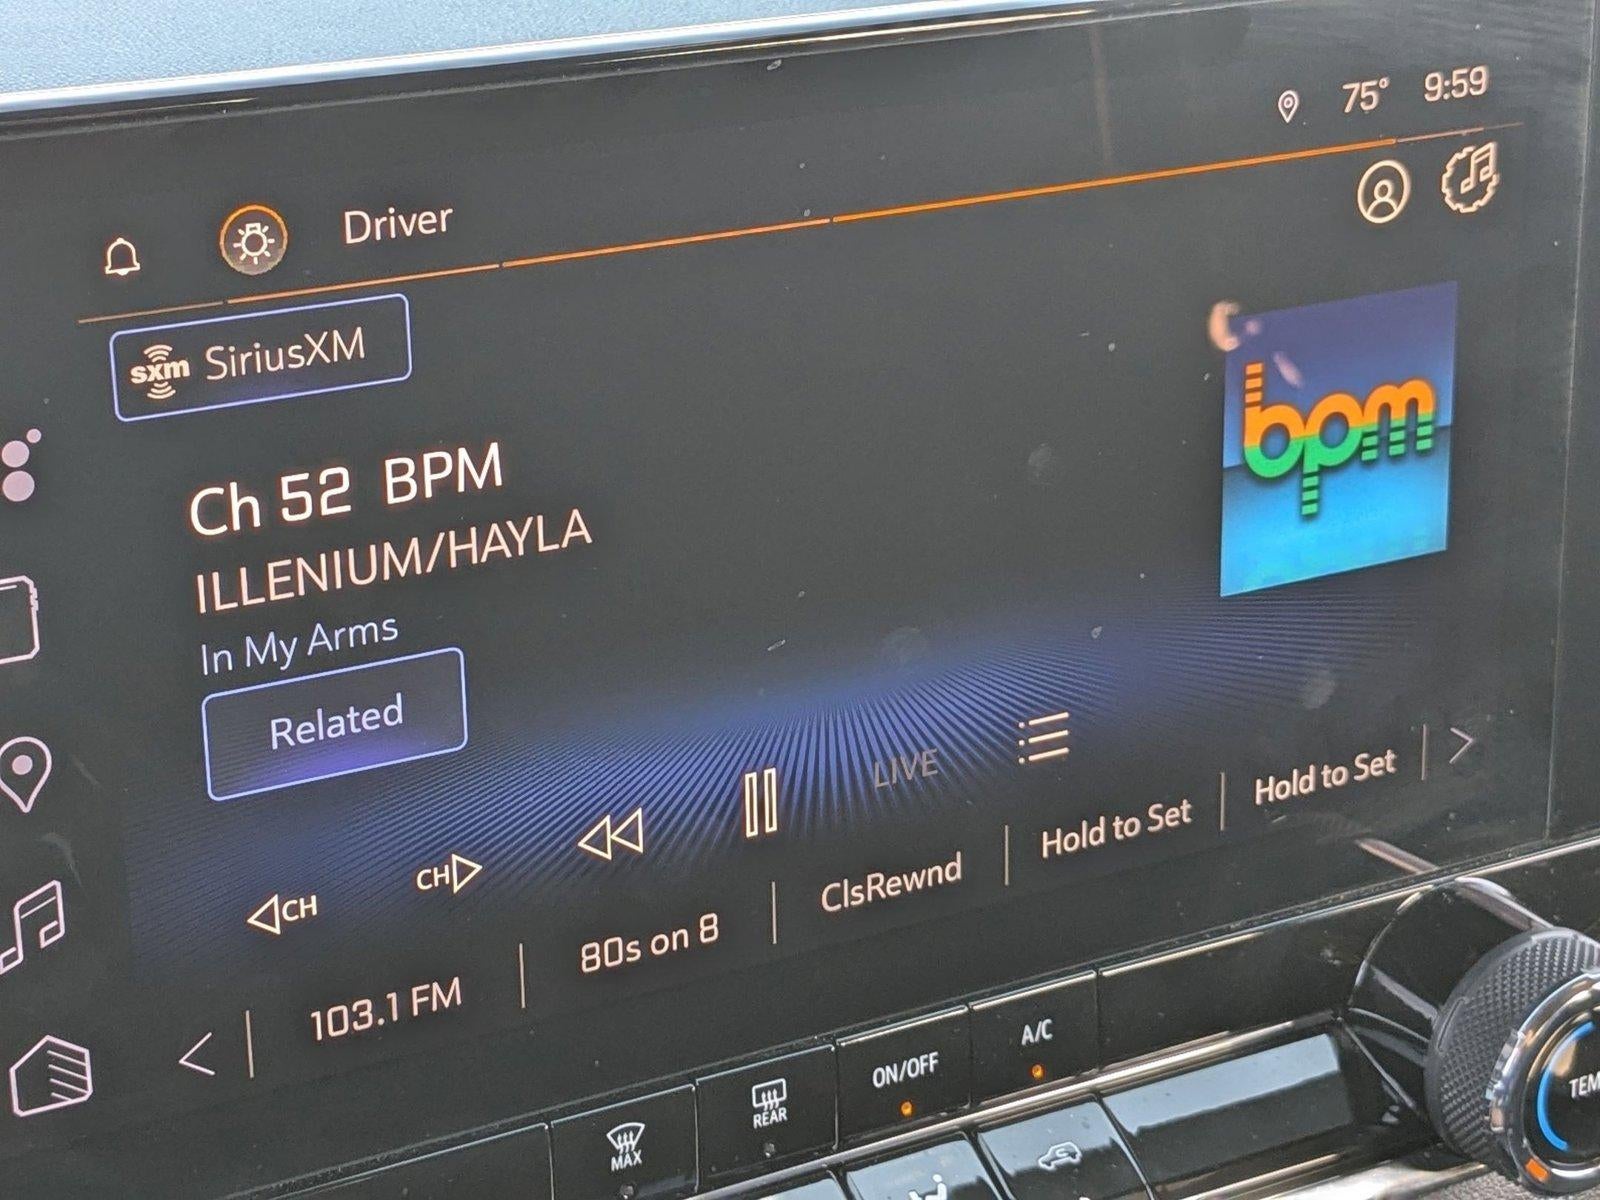 75° 9:59
Driver
sxm SiriusXM
bpm
Ch 52 BPM
ILLENIUM/HAYLA
In My Arms
Related
LIVE
CH
CH
103.1 FM
80s on 8
ClsRewnd
Hold to Set
Hold to Set
MAX
REAR
ON/OFF
A/C
TEM